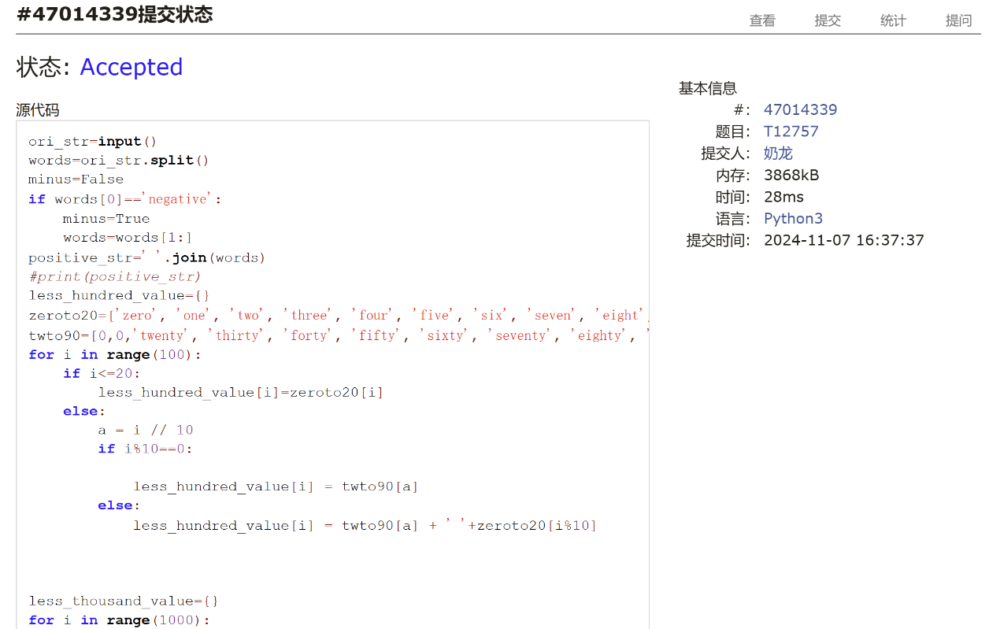 #47014339提交状态
查看 提交 统计 提问
状态: Accepted
源代码
ori_str=input()
words=ori_str.split()
minus=False
if words[0]=='negative':
    minus=True
    words=words[1:]
positive_str=' '.join(words)
#print(positive_str)
less_hundred_value={}
zeroto20=['zero', 'one', 'two', 'three', 'four', 'five', 'six', 'seven', 'eight',
twto90=[0,0,'twenty', 'thirty', 'forty', 'fifty', 'sixty', 'seventy', 'eighty', '
for i in range(100):
    if i<=20:
        less_hundred_value[i]=zeroto20[i]
    else:
        a = i // 10
        if i%10==0:
            less_hundred_value[i] = twto90[a]
        else:
            less_hundred_value[i] = twto90[a] + ' '+zeroto20[i%10]
less_thousand_value={}
for i in range(1000):
基本信息
#: 47014339
题目: T12757
提交人: 奶龙
内存: 3868kB
时间: 28ms
语言: Python3
提交时间: 2024-11-07 16:37:37